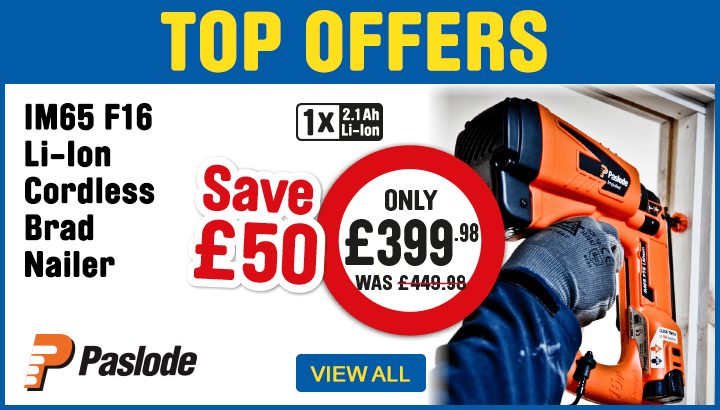 TOP OFFERS
IM65 F16
Li-Ion
Cordless
Brad
Nailer
1x 2.1Ah
Li-Ion
Save
£50
ONLY
£399.98
WAS £449.98
Paslode
VIEW ALL
Paslode